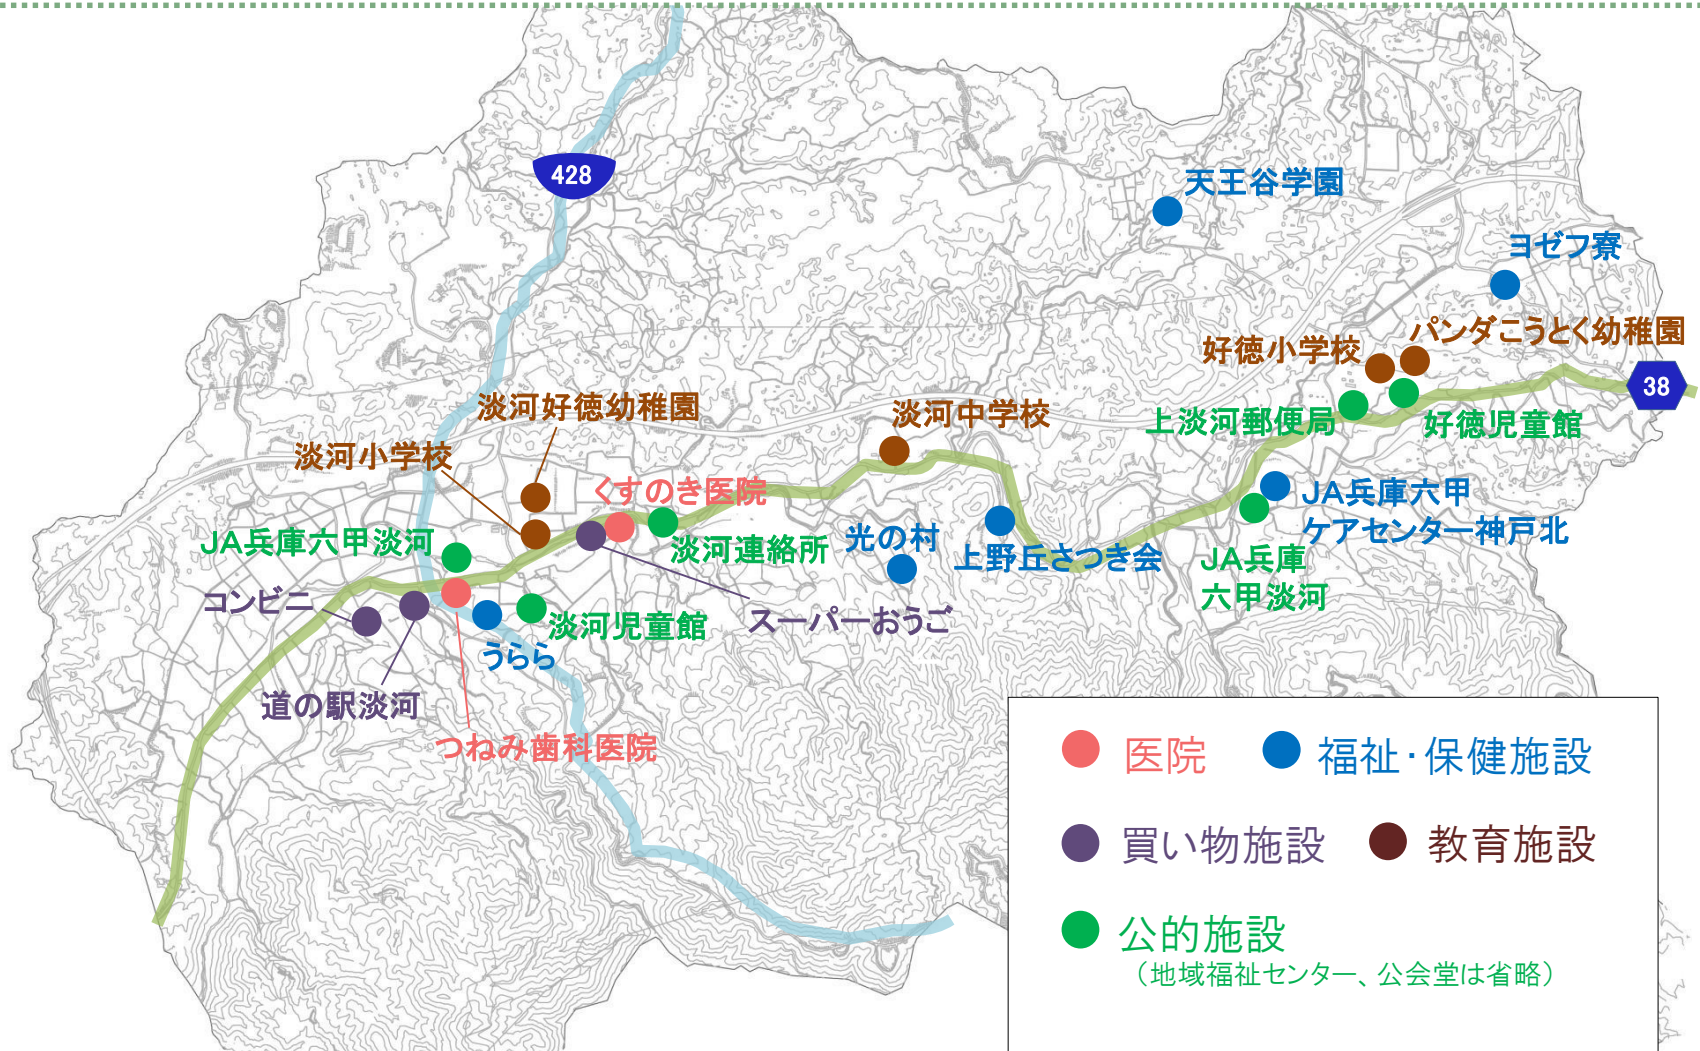 428
天王谷学園
ヨゼフ寮
パンダこうとく幼稚園
好徳小学校
38
淡河好徳幼稚園
淡河中学校
上淡河郵便局
好徳児童館
淡河小学校
くすのき医院
JA兵庫六甲
ケアセンター神戸北
JA兵庫六甲淡河
淡河連絡所
光の村
上野丘さつき会
JA兵庫
六甲淡河
コンビニ
淡河児童館
スーパーおうご
うらら
道の駅淡河
つねみ歯科医院
医院
福祉・保健施設
買い物施設
教育施設
公的施設
（地域福祉センター、公会堂は省略）